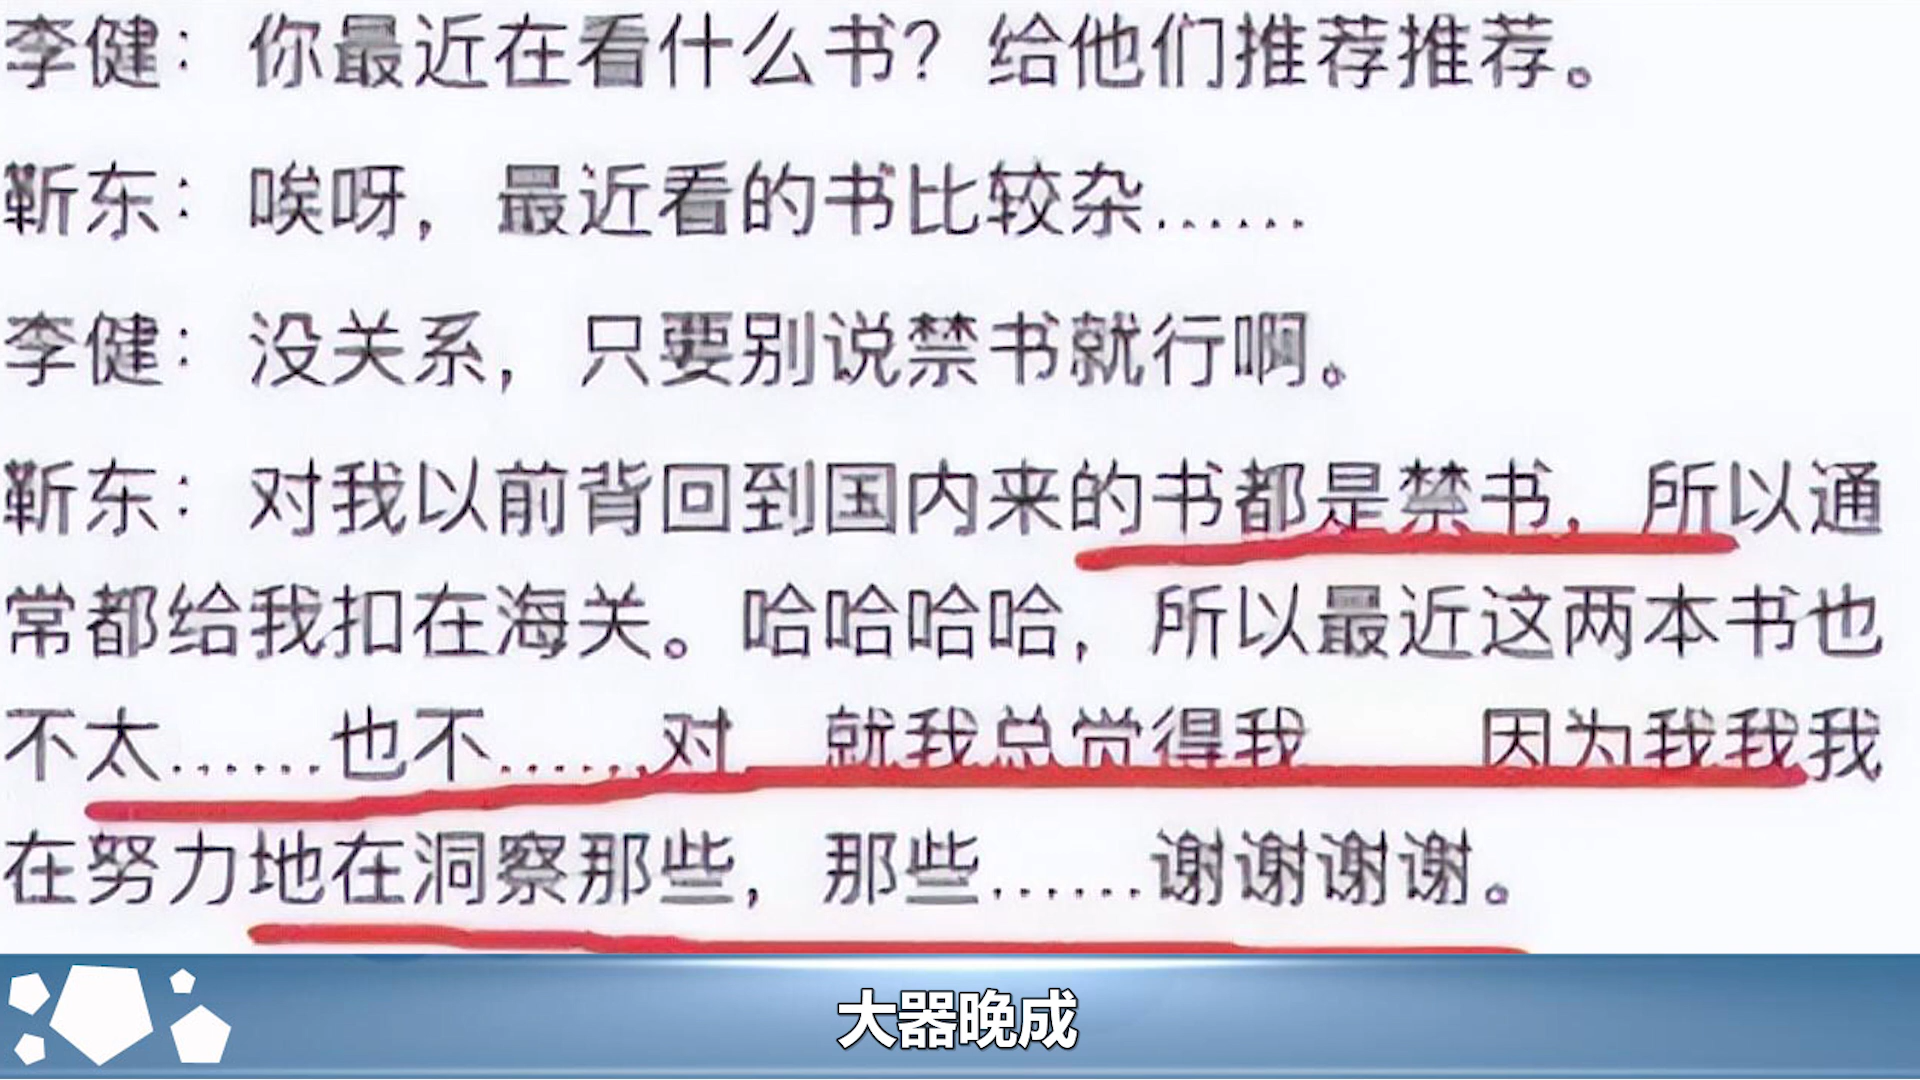 李健：你最近在看什么书？给他们推荐推荐。
靳东：唉呀，最近看的书比较杂……
李健：没关系，只要别说禁书就行啊。
靳东：对我以前背回到国内来的书都是禁书，所以通
常都给我扣在海关。哈哈哈哈，所以最近这两本书也
不太……也不……对　就我总觉得我　　因为我我我
在努力地在洞察那些，那些……谢谢谢谢。
大器晚成